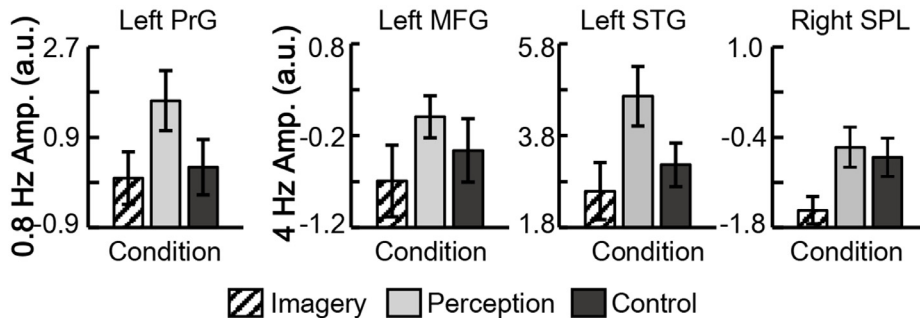 Left PrG
0.8 Hz Amp. (a.u.)
2.7
0.9
-0.9
Condition
Left MFG
4 Hz Amp. (a.u.)
0.8
-0.2
-1.2
Condition
Left STG
5.8
3.8
1.8
Condition
Right SPL
1.0
-0.4
-1.8
Condition
Imagery Perception Control